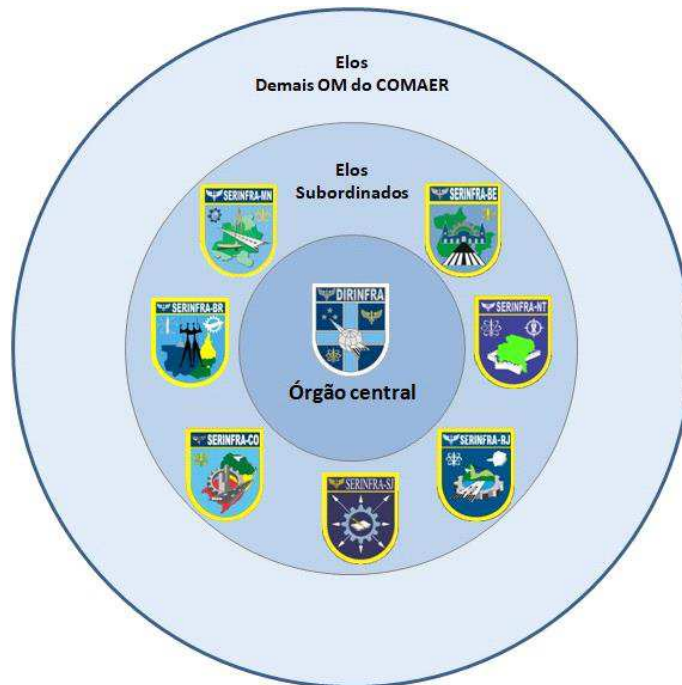 Elos
Demais OM do COMAER
Elos
Subordinados
SERINFRA-MN
SERINFRA-BE
SERINFRA-BR
DIRINFRA
SERINFRA-NT
Órgão central
SERINFRA-CO
SERINFRA-RJ
SERINFRA-SJ